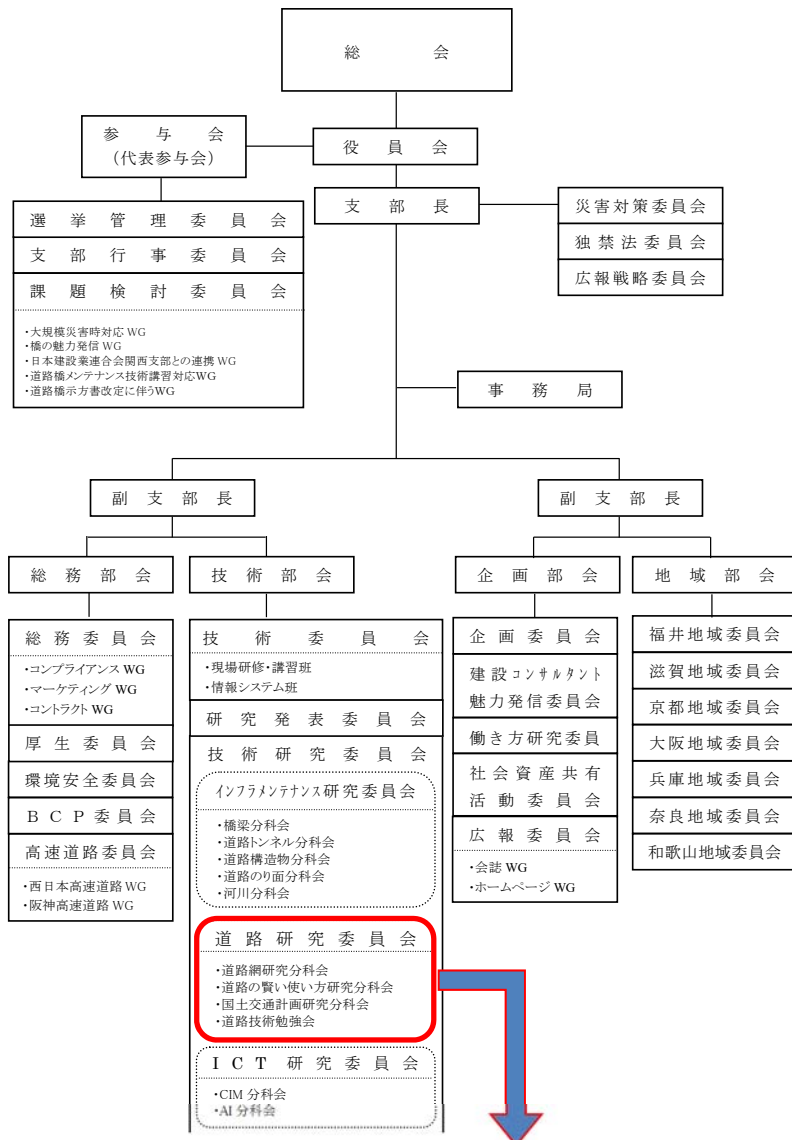 総会
参与会
(代表参与会)
役員会
支部長
選挙管理委員会
支部行事委員会
課題検討委員会
・大規模災害時対応 WG
・橋の魅力発信 WG
・日本建設業連合会関西支部との連携 WG
・道路橋メンテナンス技術講習対応WG
・道路橋示方書改定に伴うWG
災害対策委員会
独禁法委員会
広報戦略委員会
事務局
副支部長
副支部長
総務部会
技術部会
企画部会
地域部会
総務委員会
・コンプライアンス WG
・マーケティング WG
・コントラクト WG
厚生委員会
環境安全委員会
BCP委員会
高速道路委員会
・西日本高速道路 WG
・阪神高速道路 WG
技術委員会
・現場研修・講習班
・情報システム班
研究発表委員会
技術研究委員会
インフラメンテナンス研究委員会
・橋梁分科会
・道路トンネル分科会
・道路構造物分科会
・道路のり面分科会
・河川分科会
道路研究委員会
・道路網研究分科会
・道路の賢い使い方研究分科会
・国土交通計画研究分科会
・道路技術勉強会
ICT研究委員会
・CIM 分科会
・AI 分科会
企画委員会
建設コンサルタント
魅力発信委員会
働き方研究委員
社会資産共有
活動委員会
広報委員会
・会誌 WG
・ホームページ WG
福井地域委員会
滋賀地域委員会
京都地域委員会
大阪地域委員会
兵庫地域委員会
奈良地域委員会
和歌山地域委員会